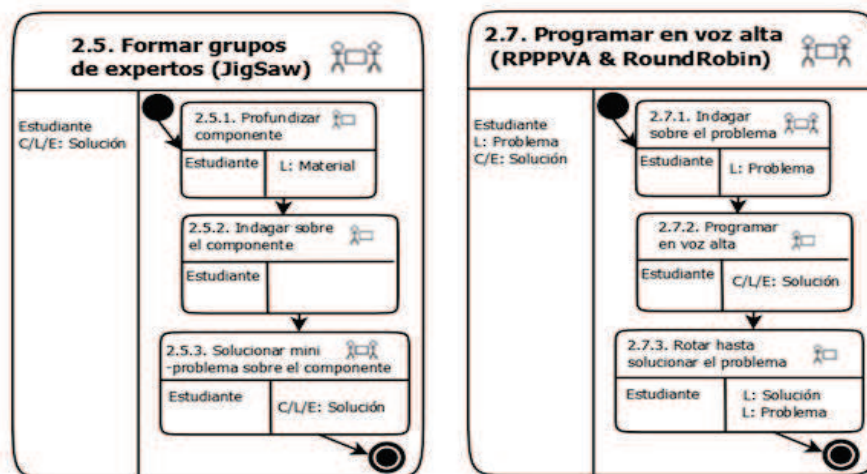 2.5. Formar grupos
de expertos (JigSaw)
Estudiante
C/L/E: Solución
2.5.1. Profundizar
componente
Estudiante
L: Material
2.5.2. Indagar sobre
el componente
Estudiante
2.5.3. Solucionar mini
-problema sobre el componente
Estudiante
C/L/E: Solución
2.7. Programar en voz alta
(RPPPVA & RoundRobin)
Estudiante
L: Problema
C/E: Solución
2.7.1. Indagar
sobre el problema
Estudiante
L: Problema
2.7.2. Programar
en voz alta
Estudiante
C/L/E: Solución
2.7.3. Rotar hasta
solucionar el problema
Estudiante
L: Solución
L: Problema